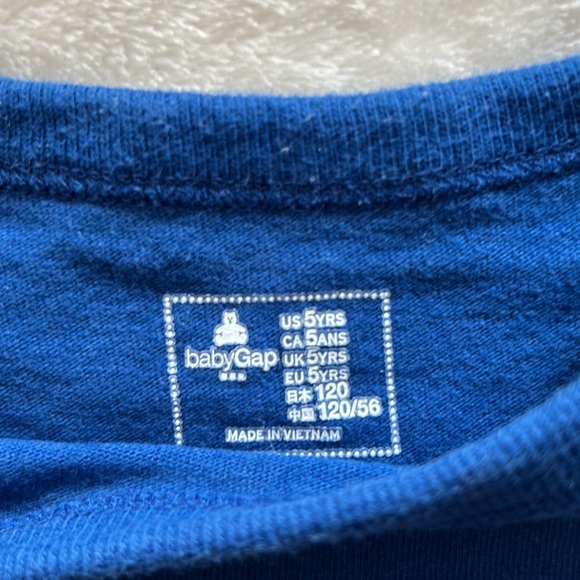 babyGap
US 5YRS
CA 5ANS
UK 5YRS
EU 5YRS
日本 120
中国 120/56
MADE IN VIETNAM